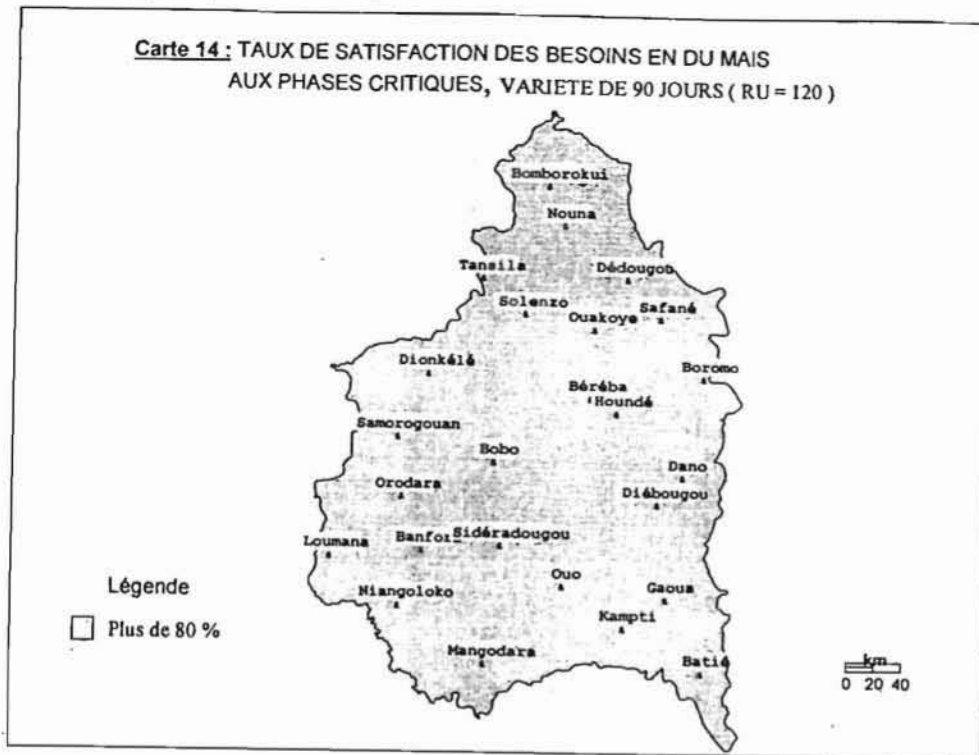 Carte 14 : TAUX DE SATISFACTION DES BESOINS EN DU MAIS
AUX PHASES CRITIQUES, VARIETE DE 90 JOURS ( RU = 120 )
Bomborokui
Nouna
Tansila
Dédougou
Solenzo
Safané
Ouakoye
Dionkélé
Boromo
Béréba
Houndé
Samorogouan
Bobo
Dano
Orodara
Diébougou
Loumana
Banfor
Sidéradougou
Légende
Ouo
Niangoloko
Gaoua
Plus de 80 %
Kampti
Mangodara
Batié
km
0 20 40